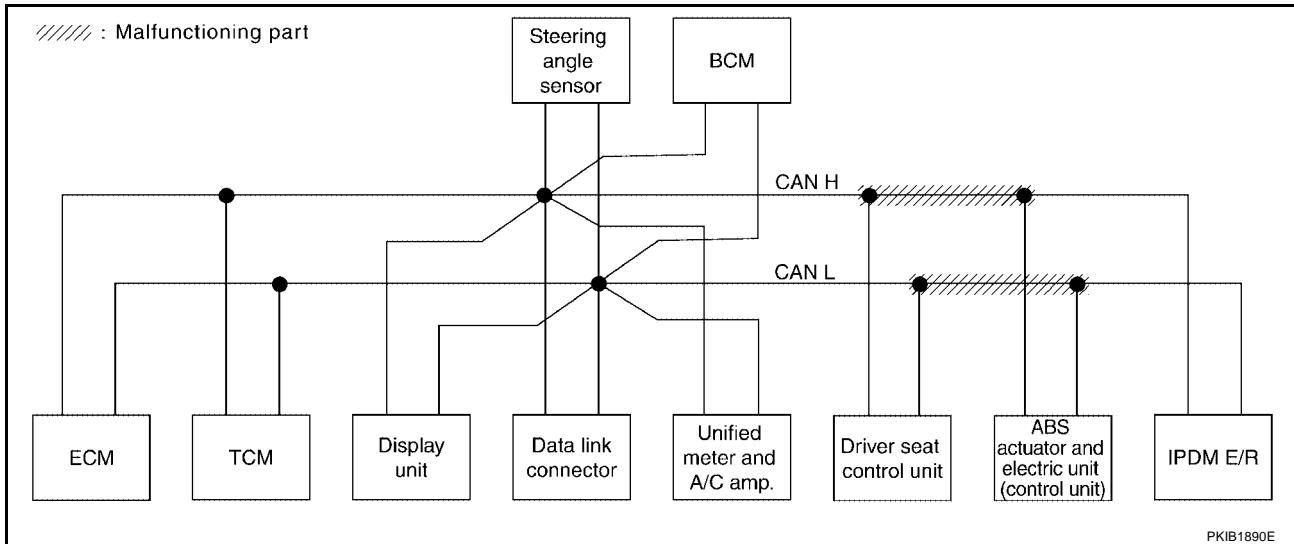 : Malfunctioning part
Steering
angle
sensor
BCM
CAN H
CAN L
ECM
TCM
Display
unit
Data link
connector
Unified
meter and
A/C amp.
Driver seat
control unit
ABS
actuator and
electric unit
(control unit)
IPDM E/R
PKIB1890E